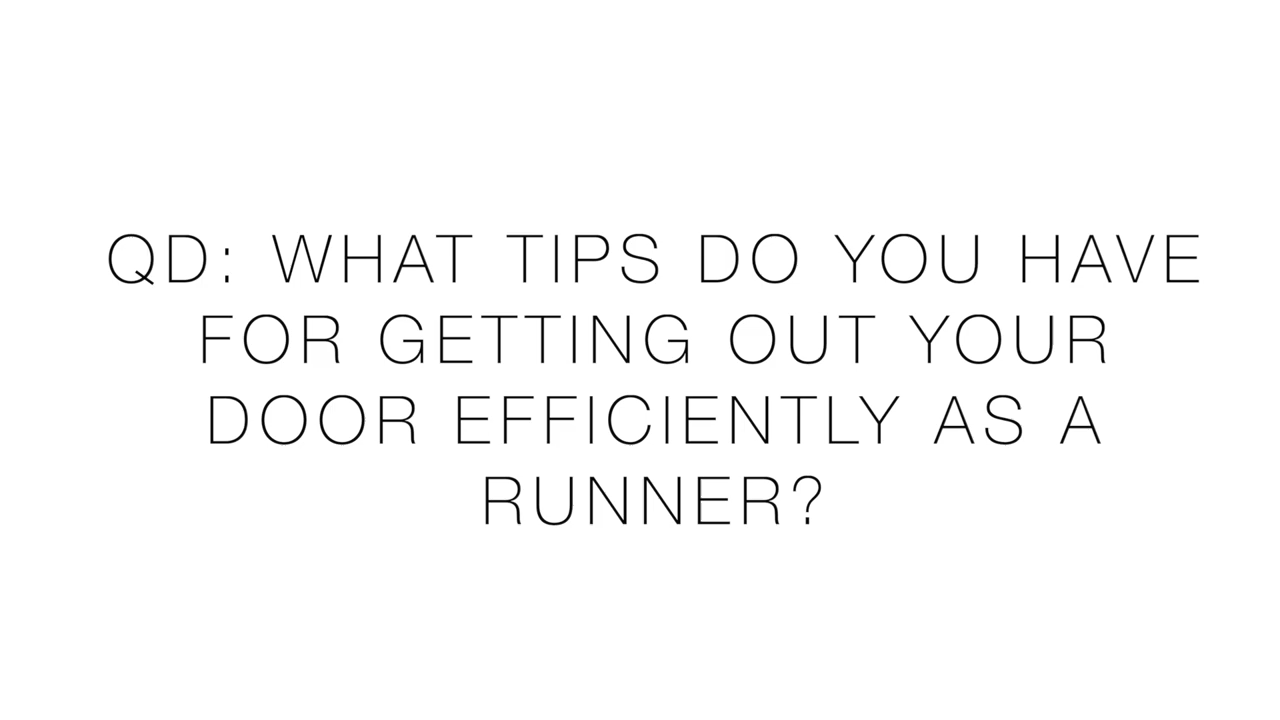 QD: WHAT TIPS DO YOU HAVE
FOR GETTING OUT YOUR
DOOR EFFICIENTLY AS A
RUNNER?